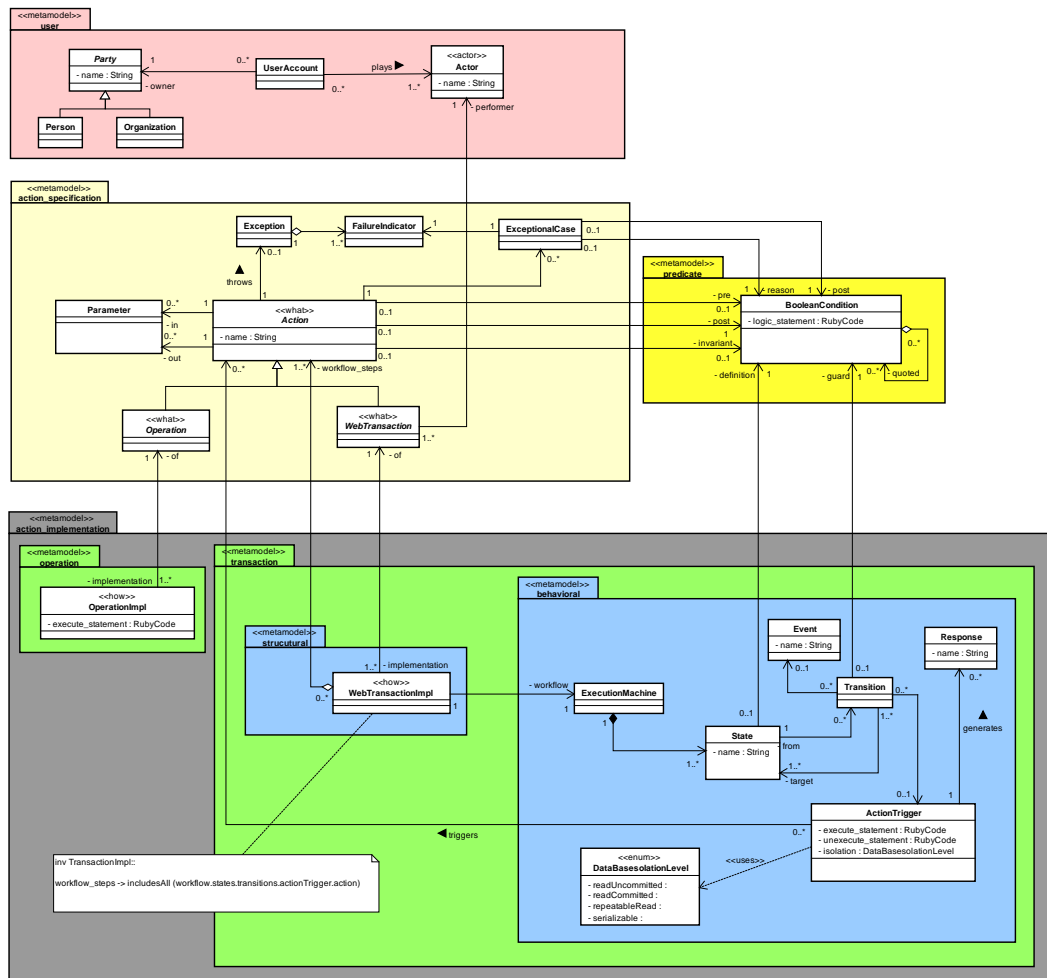 <<metamodel>>
user
Party
- name : String
1
- owner
0..*
UserAccount
plays
0..*
1..*
<<actor>>
Actor
- name : String
1
- performer
Person
Organization
<<metamodel>>
action_specification
Exception
1
1..*
FailureIndicator
1
1
ExceptionalCase
0..1
0..1
0..1
throws
1
1
0..*
<<metamodel>>
predicate
1
- reason
1
- post
Parameter
0..*
- in
0..*
- out
1
1
<<what>>
Action
- name : String
0..1
0..1
0..1
- pre
0..1
- post
1
- invariant
0..1
BooleanCondition
- logic_statement : RubyCode
0..*
0..*
- quoted
- definition
1
- guard
1
0..*
1..*
- workflow_steps
<<what>>
Operation
1
- of
<<what>>
WebTransaction
1..*
1
- of
<<metamodel>>
action_implementation
<<metamodel>>
operation
- implementation
1..*
<<how>>
OperationImpl
- execute_statement : RubyCode
<<metamodel>>
transaction
<<metamodel>>
strucutural
1..*
- implementation
<<how>>
WebTransactionImpl
0..*
1
<<metamodel>>
behavioral
- workflow
1
ExecutionMachine
1..*
Event
- name : String
0..1
0..*
Response
- name : String
0..*
0..1
Transition
0..*
generates
0..1
State
- name : String
1
- from
0..*
1..*
1..*
- target
0..1
1
ActionTrigger
- execute_statement : RubyCode
- unexecute_statement : RubyCode
- isolation : DataBasesolationLevel
triggers
0..*
<<uses>>
<<enum>>
DataBasesolationLevel
- readUncommitted :
- readCommitted :
- repeatableRead :
- serializable :
inv TransactionImpl::
workflow_steps -> includesAll (workflow.states.transitions.actionTrigger.action)